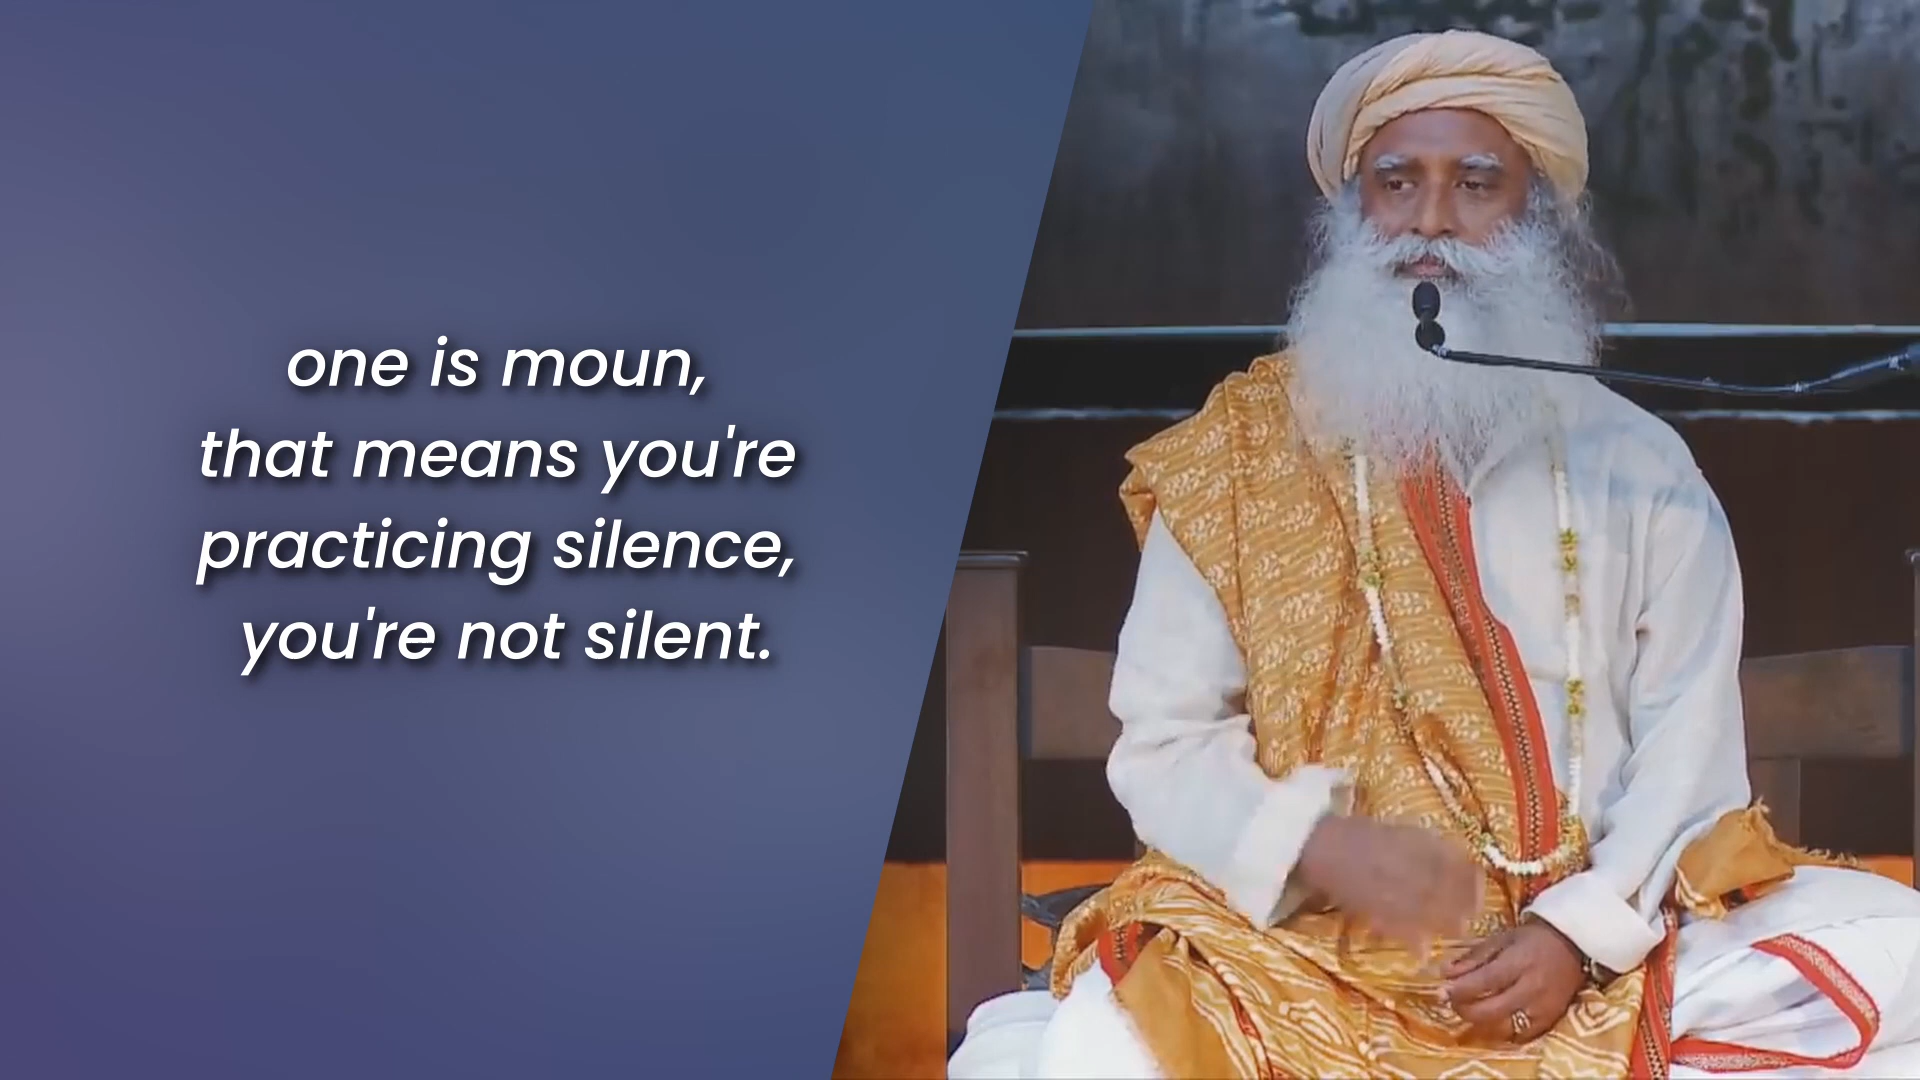 one is moun,
that means you're
practicing silence,
you're not silent.